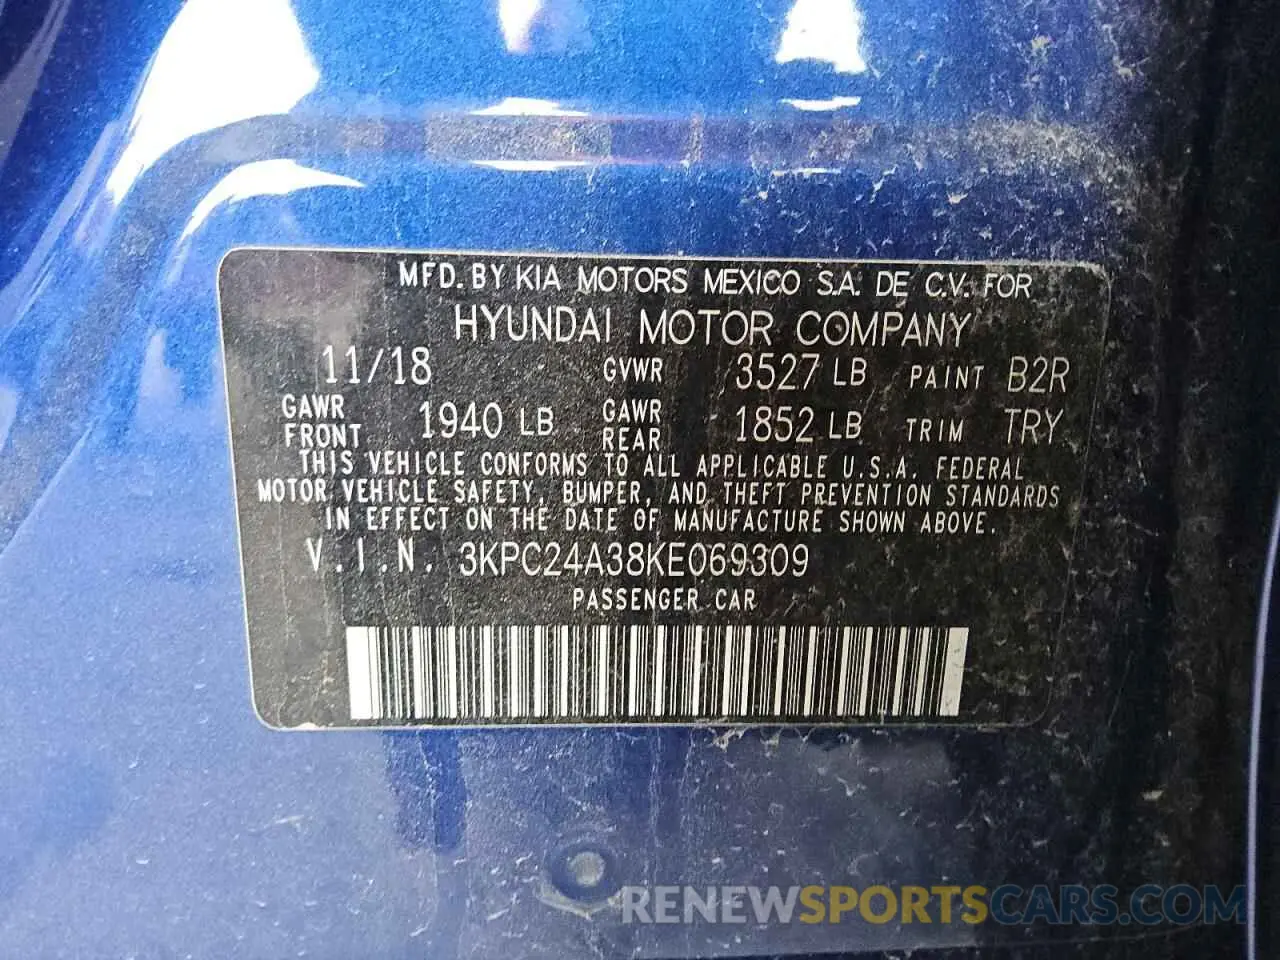 MFD. BY KIA MOTORS MEXICO S.A. DE C.V. FOR
HYUNDAI MOTOR COMPANY
11/18 GVWR 3527 LB PAINT B2R
GAWR FRONT 1940 LB GAWR REAR 1852 LB TRIM TRY
THIS VEHICLE CONFORMS TO ALL APPLICABLE U.S.A. FEDERAL
MOTOR VEHICLE SAFETY, BUMPER, AND THEFT PREVENTION STANDARDS
IN EFFECT ON THE DATE OF MANUFACTURE SHOWN ABOVE.
V.I.N. 3KPC24A38KE069309
PASSENGER CAR
RENEWSPORTSCARS.COM